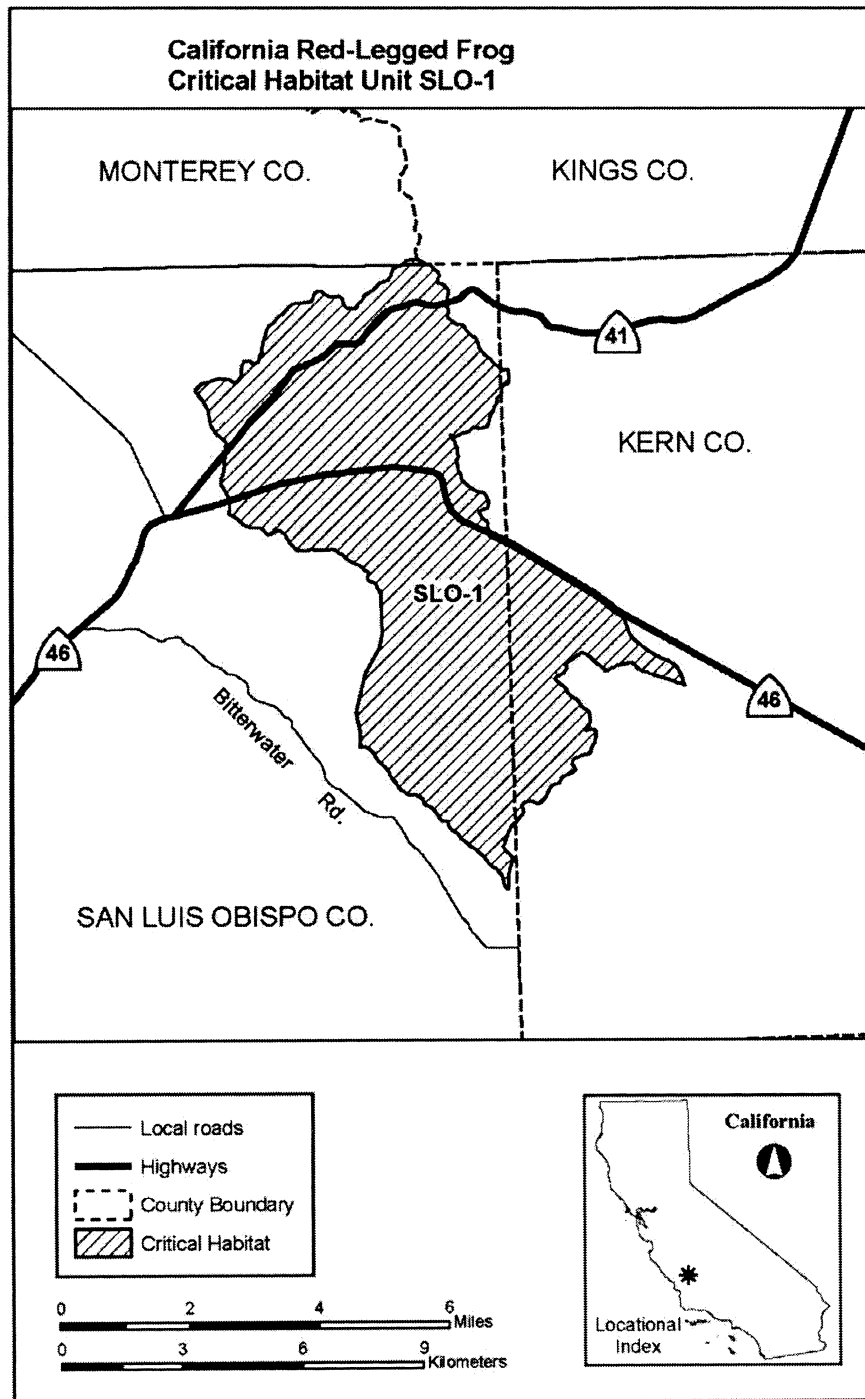 California Red-Legged Frog
Critical Habitat Unit SLO-1
MONTEREY CO.
KINGS CO.
41
KERN CO.
SLO-1
46
46
Bitterwater
Rd.
SAN LUIS OBISPO CO.
Local roads
Highways
County Boundary
Critical Habitat
0 2 4 6
Miles
0 3 6 9
Kilometers
California
Locational
Index